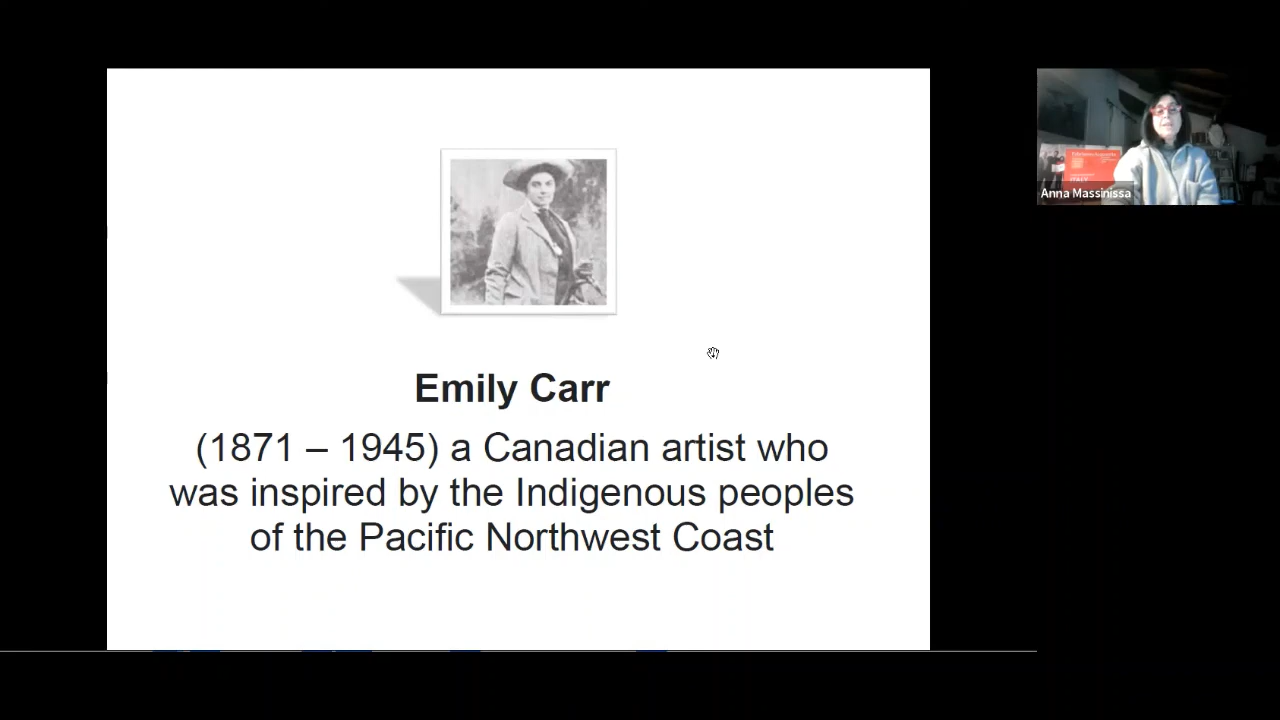 Emily Carr
(1871 – 1945) a Canadian artist who
was inspired by the Indigenous peoples
of the Pacific Northwest Coast
ITALY
Anna Massinissa